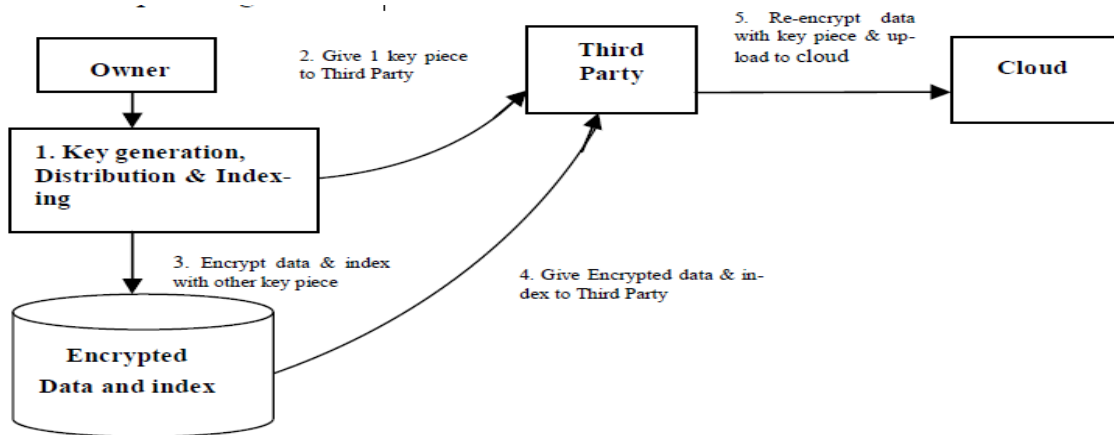 Owner
1. Key generation,
Distribution & Index-
ing
2. Give 1 key piece
to Third Party
Third
Party
5. Re-encrypt data
with key piece & up-
load to cloud
Cloud
3. Encrypt data & index
with other key piece
4. Give Encrypted data & in-
dex to Third Party
Encrypted
Data and index